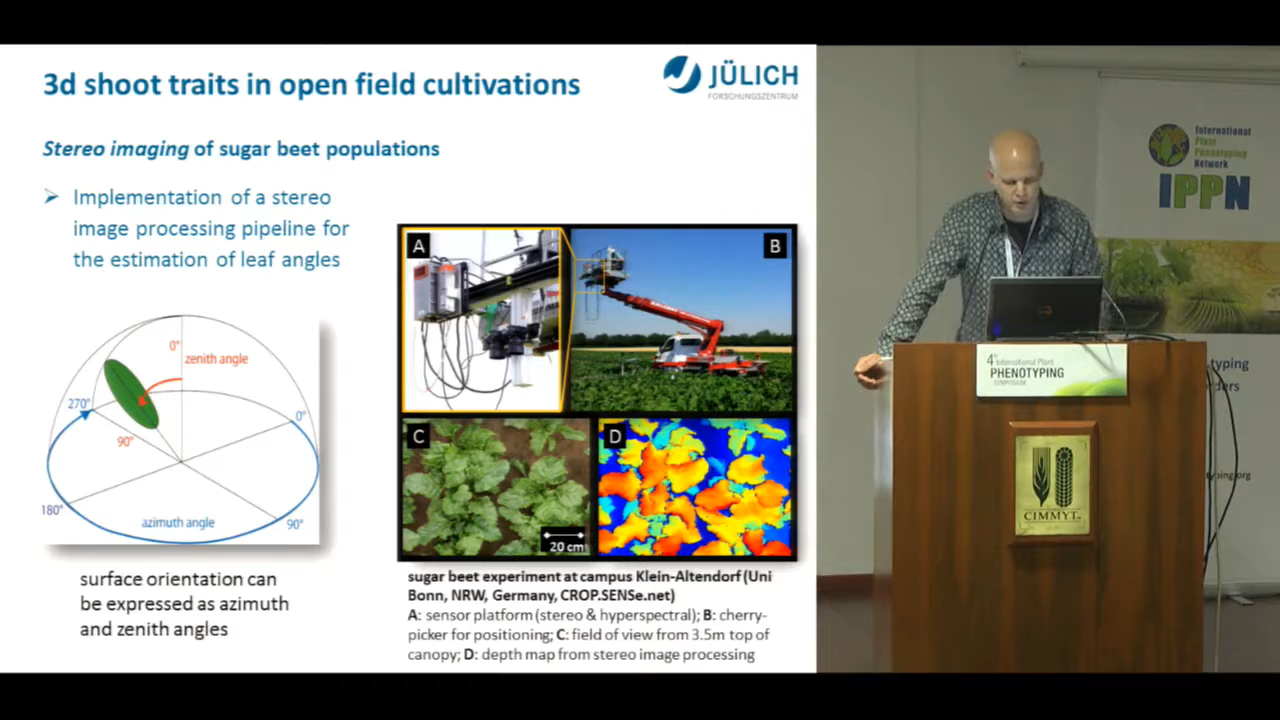 3d shoot traits in open field cultivations
JÜLICH
FORSCHUNGSZENTRUM
Stereo imaging of sugar beet populations
Implementation of a stereo
image processing pipeline for
the estimation of leaf angles
0°
zenith angle
270°
0°
90°
180°
azimuth angle
90°
surface orientation can
be expressed as azimuth
and zenith angles
A
B
C
D
20 cm
sugar beet experiment at campus Klein-Altendorf (Uni
Bonn, NRW, Germany, CROP.SENSe.net)
A: sensor platform (stereo & hyperspectral); B: cherry-
picker for positioning; C: field of view from 3.5m top of
canopy; D: depth map from stereo image processing
International
Plant
Phenotyping
Network
IPPN
4th International Plant
PHENOTYPING
SYMPOSIUM
CIMMYT